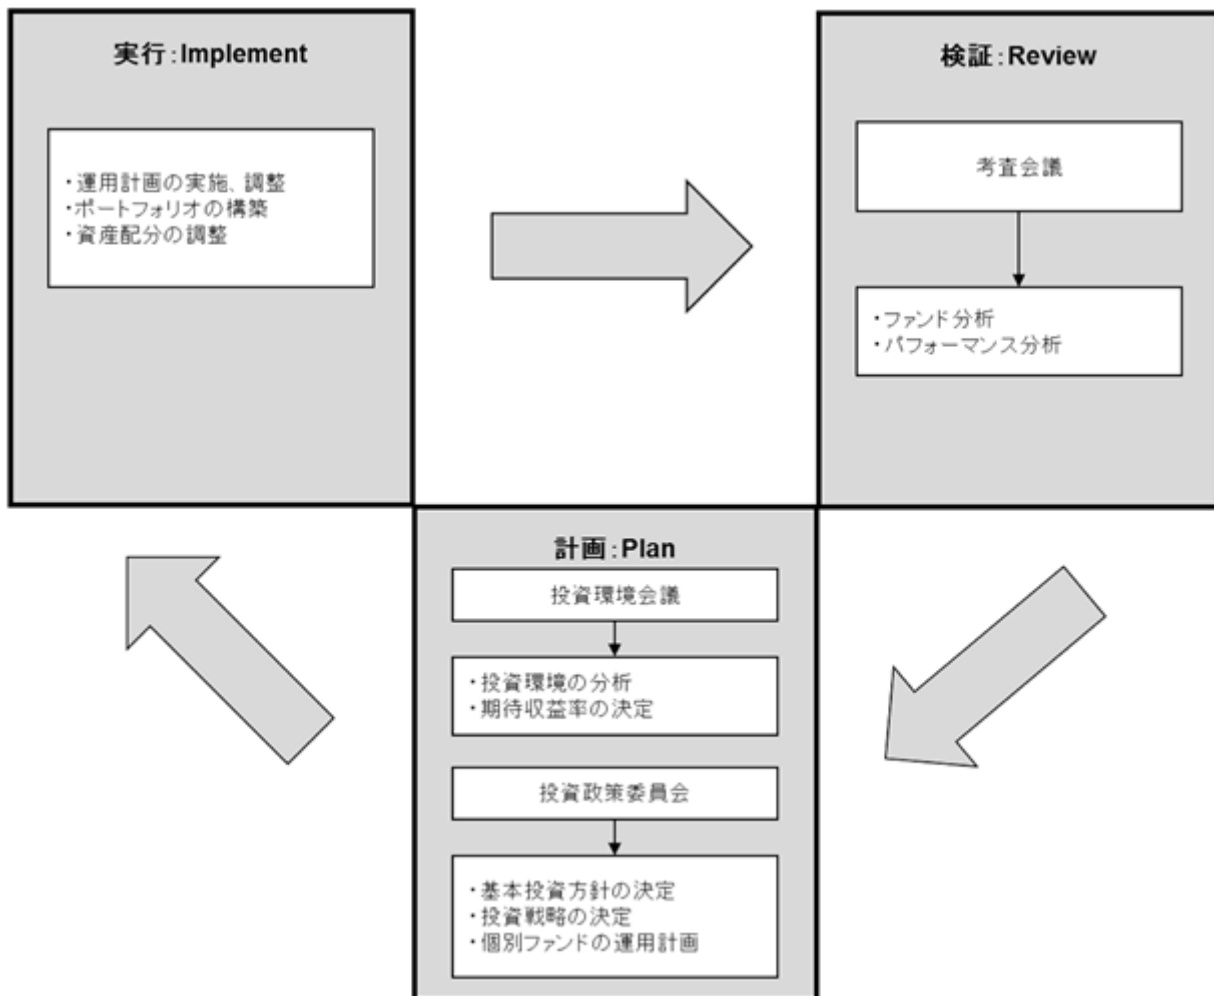 実行:Implement
・運用計画の実施、調整
・ポートフォリオの構築
・資産配分の調整
検証:Review
考査会議
・ファンド分析
・パフォーマンス分析
計画:Plan
投資環境会議
・投資環境の分析
・期待収益率の決定
投資政策委員会
・基本投資方針の決定
・投資戦略の決定
・個別ファンドの運用計画